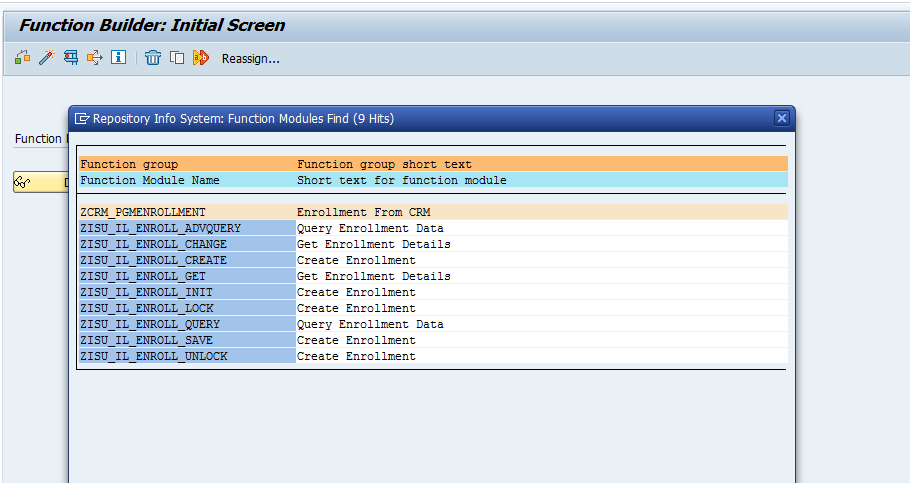 Function Builder: Initial Screen
Reassign...
Repository Info System: Function Modules Find (9 Hits)
Function
Function group Function group short text
Function Module Name Short text for function module
ZCRM_PGMENROLLMENT Enrollment From CRM
ZISU_IL_ENROLL_ADVQUERY Query Enrollment Data
ZISU_IL_ENROLL_CHANGE Get Enrollment Details
ZISU_IL_ENROLL_CREATE Create Enrollment
ZISU_IL_ENROLL_GET Get Enrollment Details
ZISU_IL_ENROLL_INIT Create Enrollment
ZISU_IL_ENROLL_LOCK Create Enrollment
ZISU_IL_ENROLL_QUERY Query Enrollment Data
ZISU_IL_ENROLL_SAVE Create Enrollment
ZISU_IL_ENROLL_UNLOCK Create Enrollment